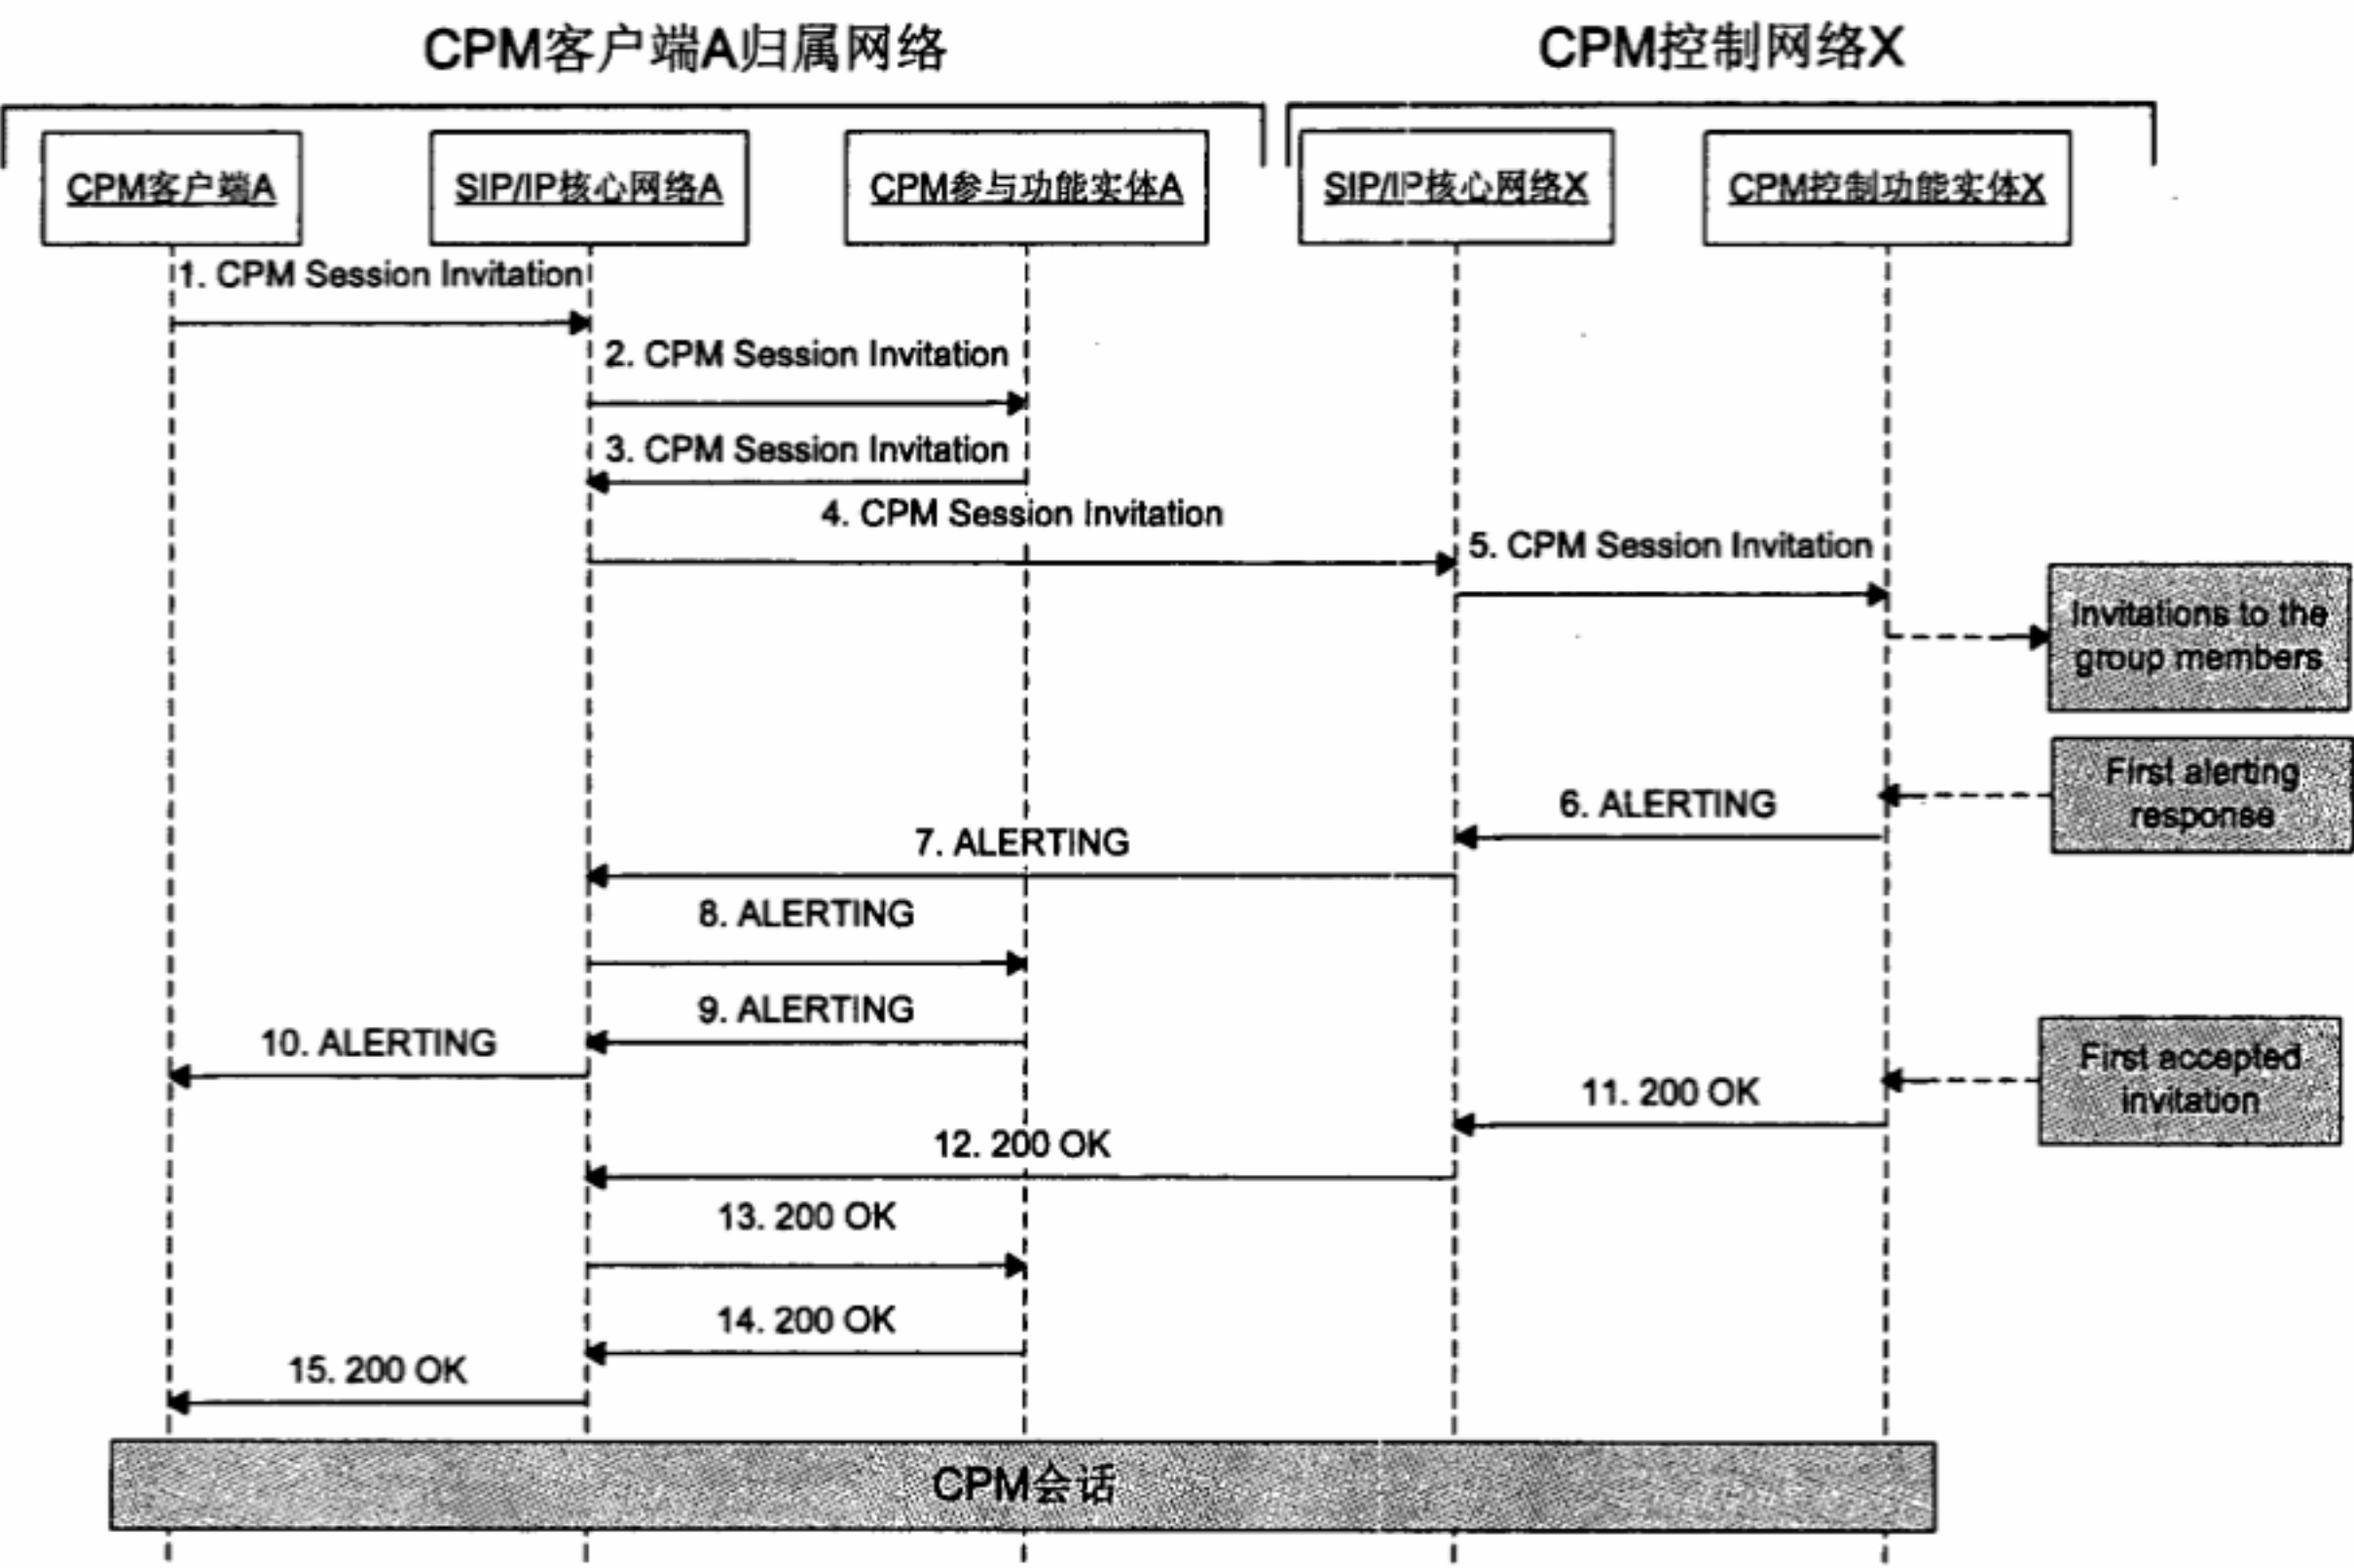 CPM客户端A归属网络
CPM控制网络X
CPM客户端A
SIP/IP核心网络A
CPM参与功能实体A
SIP/IP核心网络X
CPM控制功能实体X
1. CPM Session Invitation
2. CPM Session Invitation
3. CPM Session Invitation
4. CPM Session Invitation
5. CPM Session Invitation
Invitations to the
group members
First alerting
response
6. ALERTING
7. ALERTING
8. ALERTING
9. ALERTING
10. ALERTING
First accepted
invitation
11. 200 OK
12. 200 OK
13. 200 OK
14. 200 OK
15. 200 OK
CPM会话